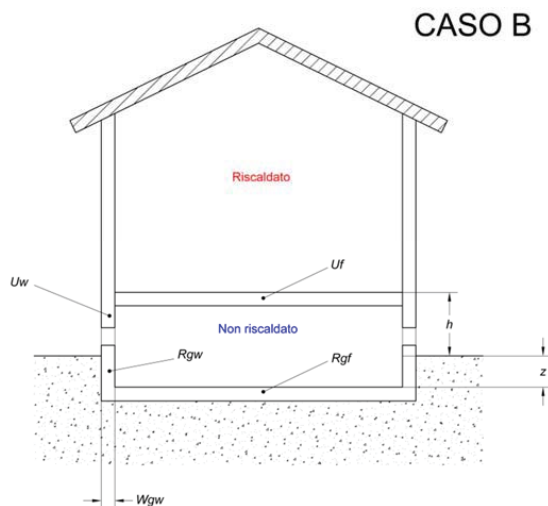 CASO B
Riscaldato
Uf
Uw
Non riscaldato
h
Rgw
Rgf
z
Wgw